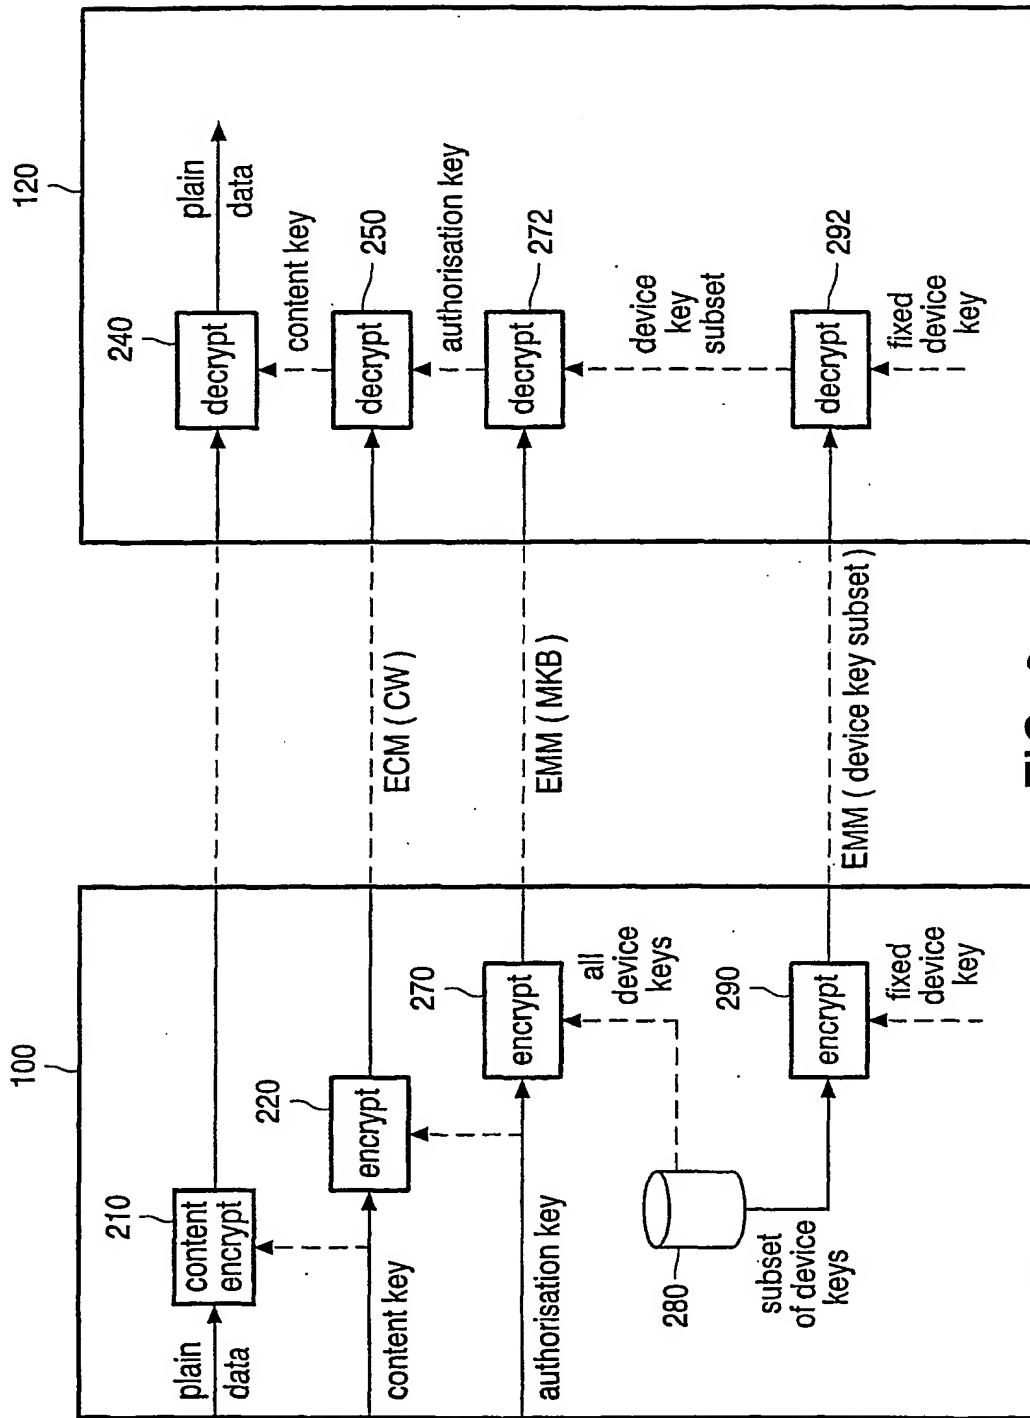 100
120
plain
data
210
content
encrypt
240
decrypt
plain
data
content key
220
encrypt
ECM ( CW )
content key
decrypt
250
authorisation key
270
encrypt
EMM ( MKB )
authorisation key
decrypt
272
all
device
keys
280
subset
of device
keys
290
encrypt
fixed
device
key
EMM ( device key subset )
device
key
subset
decrypt
292
fixed
device
key